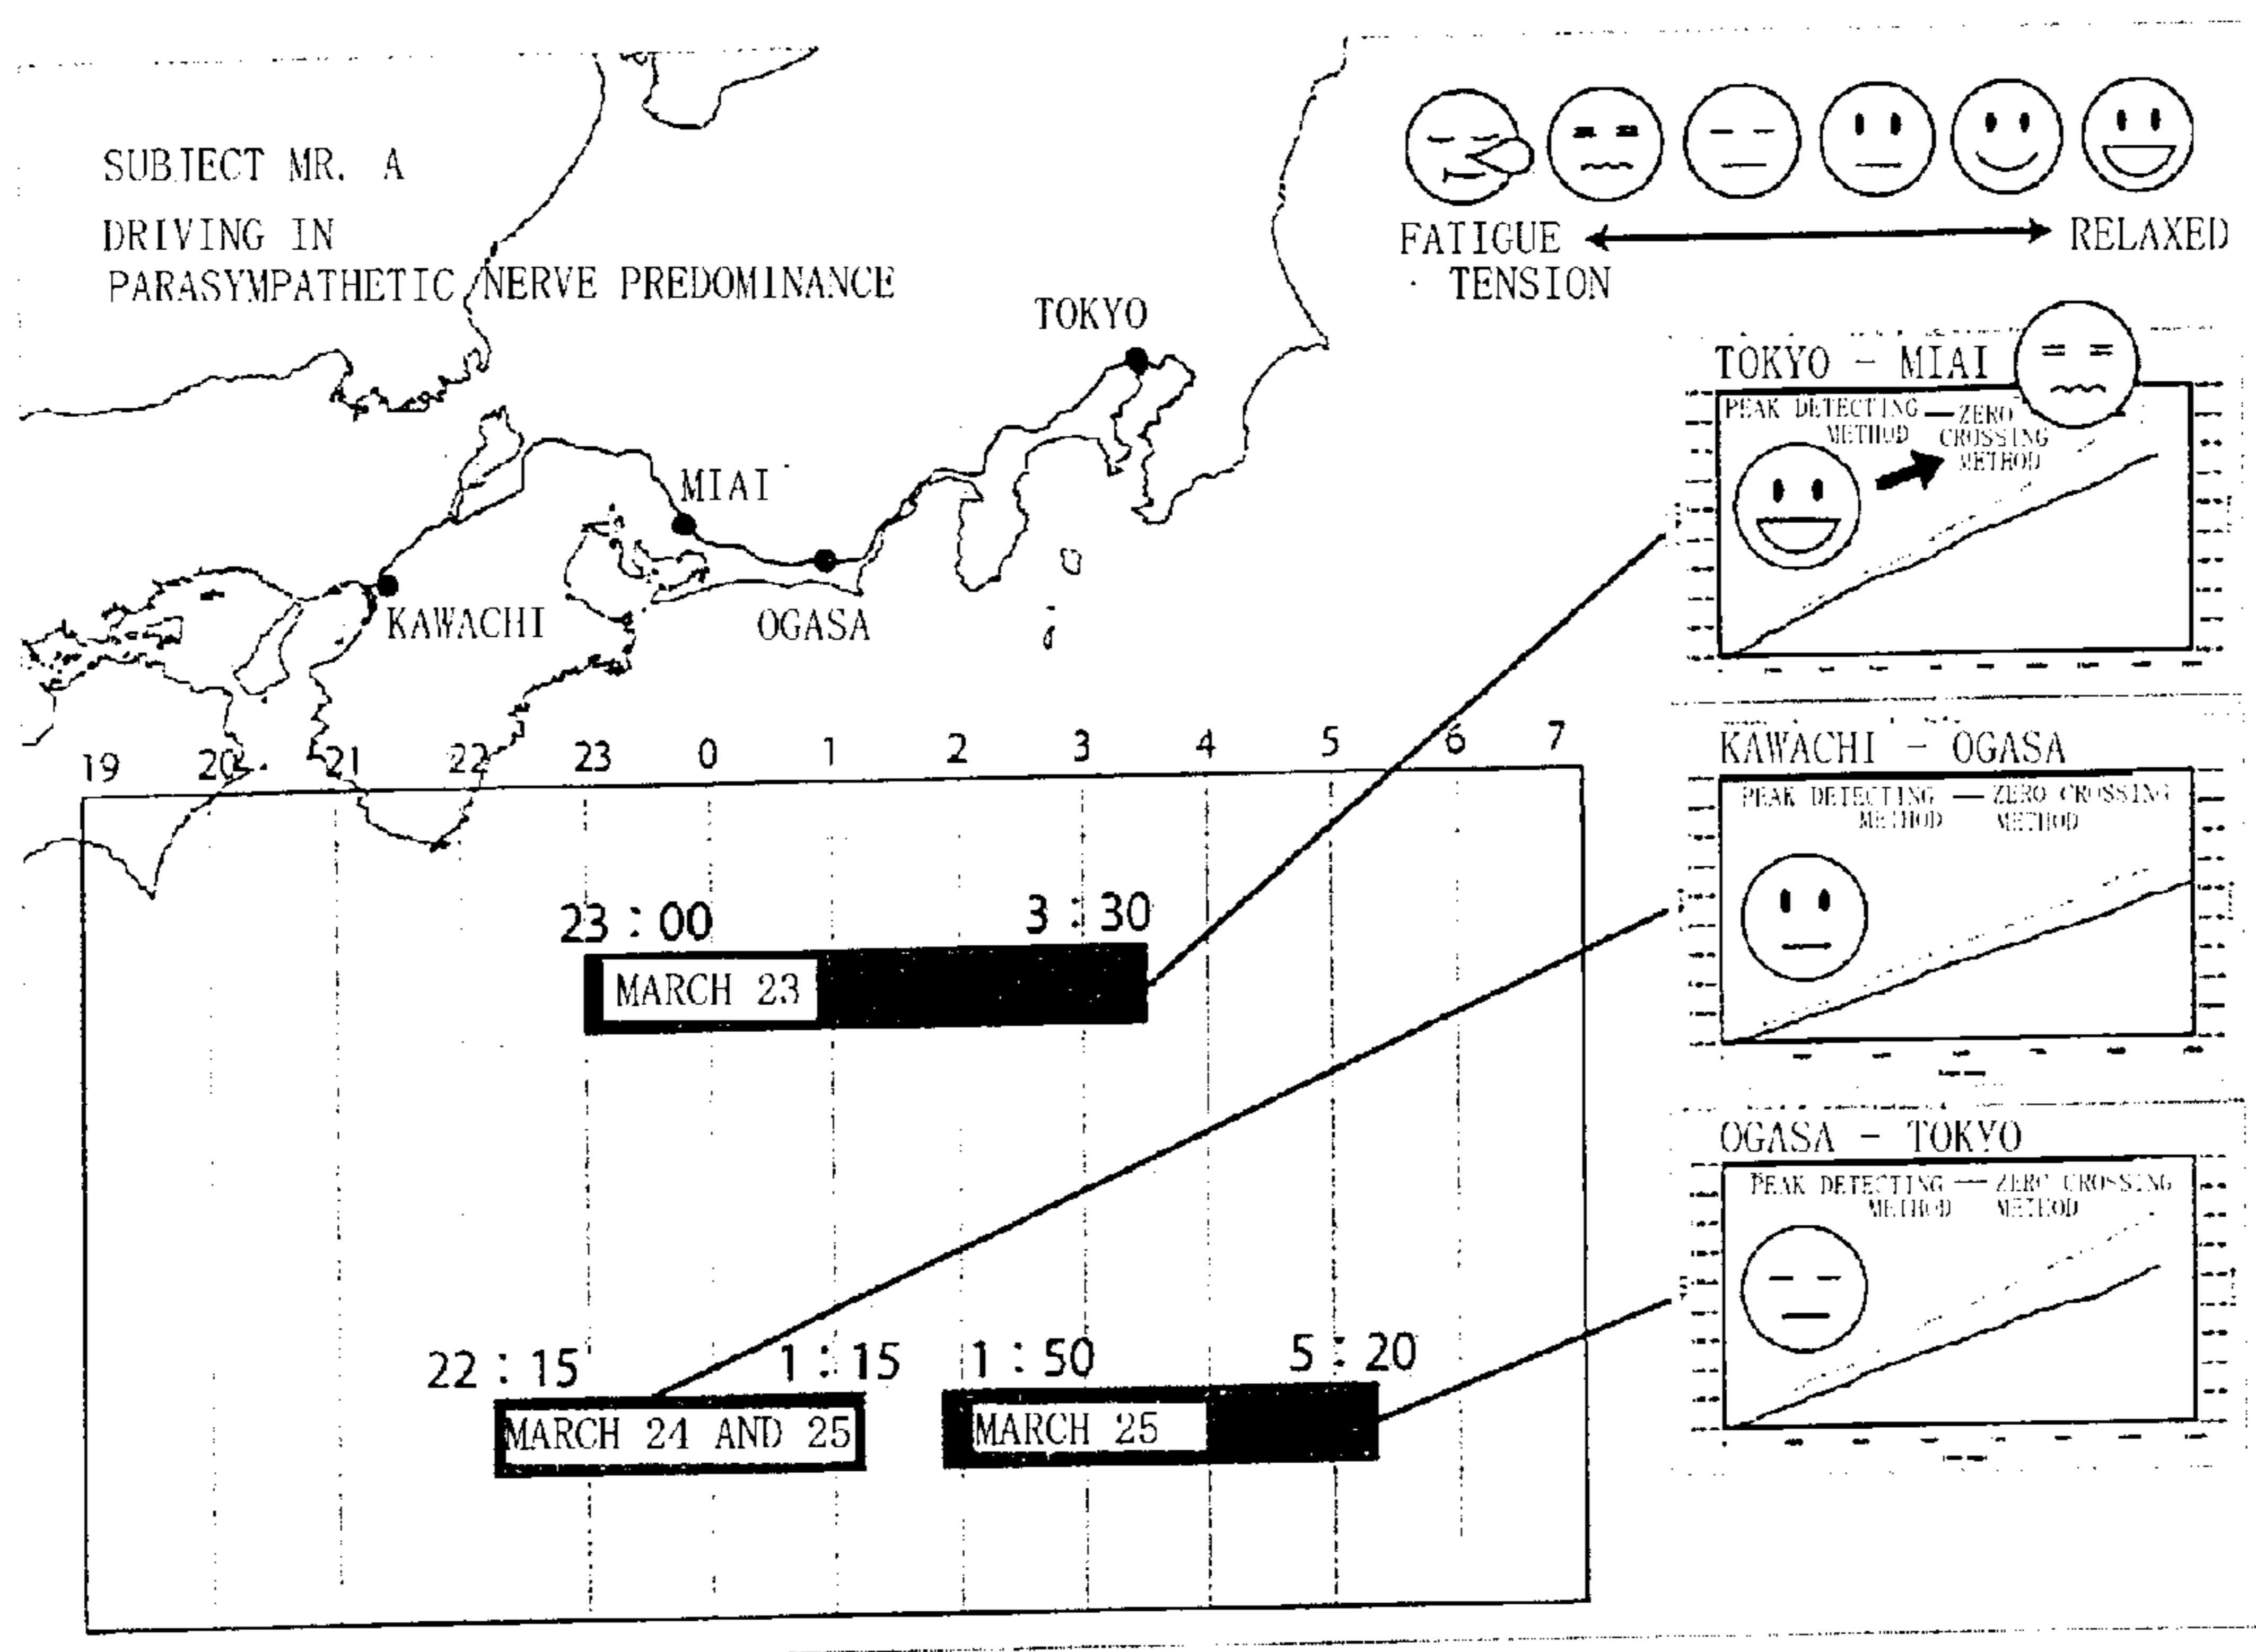 SUBJECT MR. A
DRIVING IN
PARASYMPATHETIC NERVE PREDOMINANCE
FATIGUE
TENSION
RELAXED
TOKYO
MIAI
KAWACHI
OGASA
19 20 21 22 23 0 1 2 3 4 5 6 7
23:00
3:30
MARCH 23
22:15
1:15
MARCH 24 AND 25
1:50
5:20
MARCH 25
TOKYO - MIAI
PEAK DETECTING
METHOD
ZERO
CROSSING
METHOD
KAWACHI - OGASA
PEAK DETECTING
METHOD
ZERO CROSSING
METHOD
OGASA - TOKYO
PEAK DETECTING
METHOD
ZERO CROSSING
METHOD